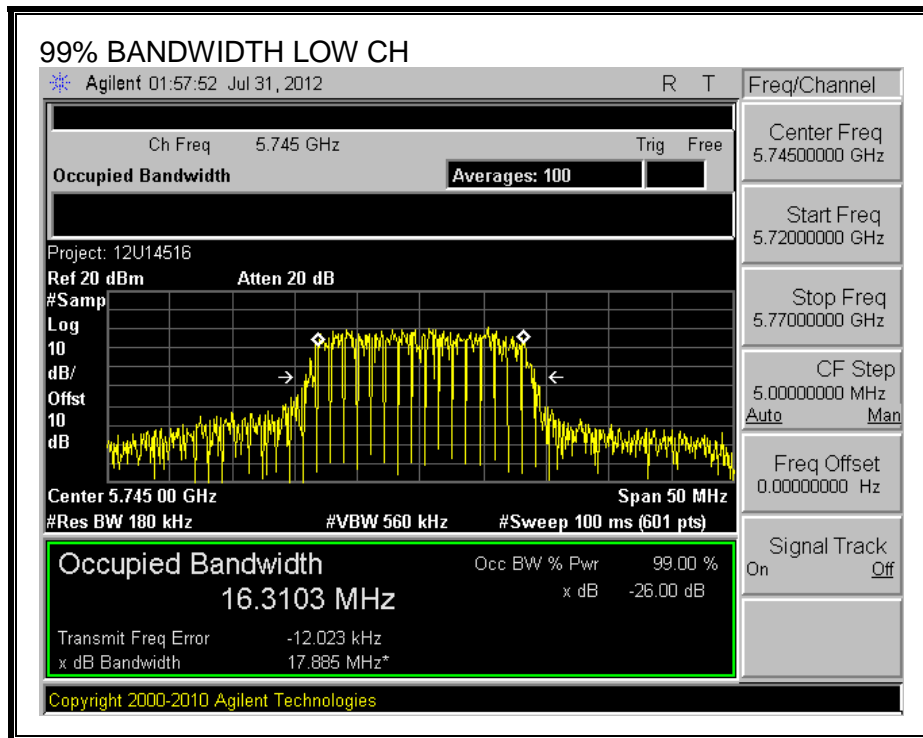 99% BANDWIDTH LOW CH
Agilent 01:57:52 Jul 31, 2012 R T
Freq/Channel
Ch Freq 5.745 GHz Trig Free
Occupied Bandwidth Averages: 100
Project: 12U14516
Ref 20 dBm Atten 20 dB
#Samp
Log
10
dB/
Offst
10
dB
Center 5.745 00 GHz Span 50 MHz
#Res BW 180 kHz #VBW 560 kHz #Sweep 100 ms (601 pts)
Occupied Bandwidth Occ BW % Pwr 99.00 %
16.3103 MHz x dB -26.00 dB
Transmit Freq Error -12.023 kHz
x dB Bandwidth 17.885 MHz*
Copyright 2000-2010 Agilent Technologies
Center Freq
5.74500000 GHz
Start Freq
5.72000000 GHz
Stop Freq
5.77000000 GHz
CF Step
5.00000000 MHz
Auto Man
Freq Offset
0.00000000 Hz
Signal Track
On Off